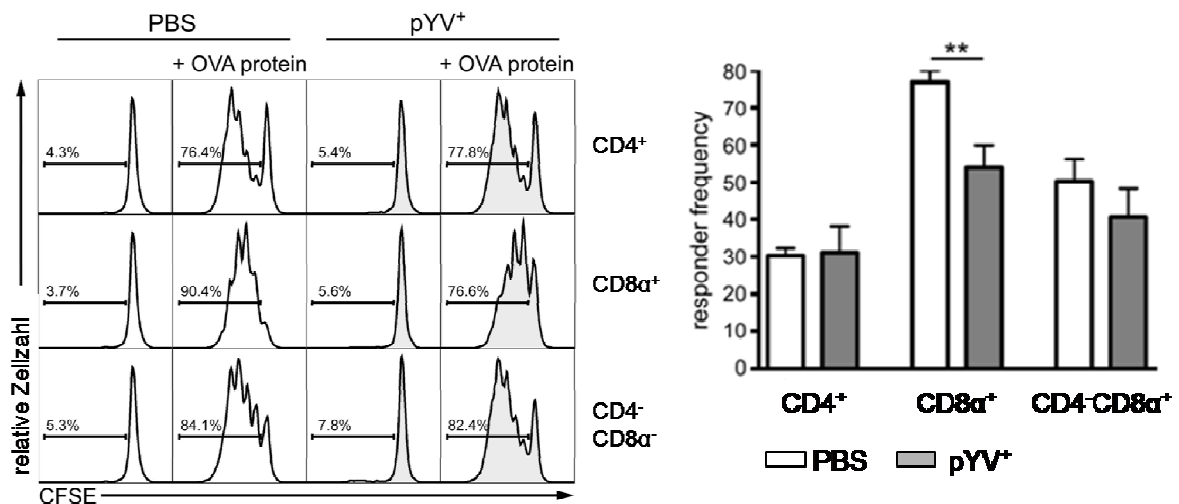 PBS
pYV⁺
+ OVA protein
+ OVA protein
4.3%
76.4%
5.4%
77.8%
CD4⁺
3.7%
90.4%
5.6%
76.6%
CD8α⁺
5.3%
84.1%
7.8%
82.4%
CD4⁻
CD8α⁻
relative Zellzahl
CFSE
**
responder frequency
80
70
60
50
40
30
20
10
0
CD4⁺
CD8α⁺
CD4⁻CD8α⁺
PBS
pYV⁺